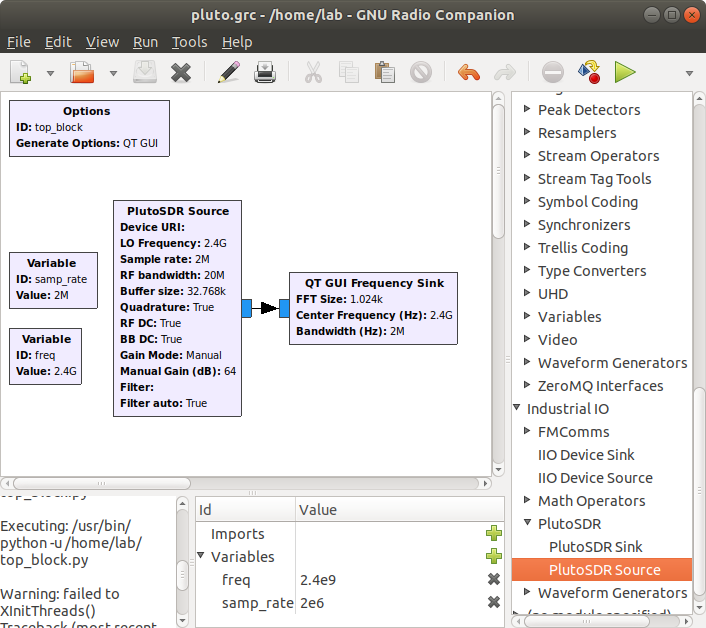 pluto.grc - /home/lab - GNU Radio Companion
File Edit View Run Tools Help
Options
ID: top_block
Generate Options: QT GUI
Variable
ID: samp_rate
Value: 2M
Variable
ID: freq
Value: 2.4G
PlutoSDR Source
Device URI:
LO Frequency: 2.4G
Sample rate: 2M
RF bandwidth: 20M
Buffer size: 32.768k
Quadrature: True
RF DC: True
BB DC: True
Gain Mode: Manual
Manual Gain (dB): 64
Filter:
Filter auto: True
QT GUI Frequency Sink
FFT Size: 1.024k
Center Frequency (Hz): 2.4G
Bandwidth (Hz): 2M
Peak Detectors
Resamplers
Stream Operators
Stream Tag Tools
Symbol Coding
Synchronizers
Trellis Coding
Type Converters
UHD
Variables
Video
Waveform Generators
ZeroMQ Interfaces
Industrial IO
FMComms
IIO Device Sink
IIO Device Source
Math Operators
PlutoSDR
PlutoSDR Sink
PlutoSDR Source
Waveform Generators
(no module specified)
top_block.py
Executing: /usr/bin/
python -u /home/lab/
top_block.py
Warning: failed to
XInitThreads()
Traceback (most recent
Id Value
Imports
Variables
freq 2.4e9
samp_rate 2e6